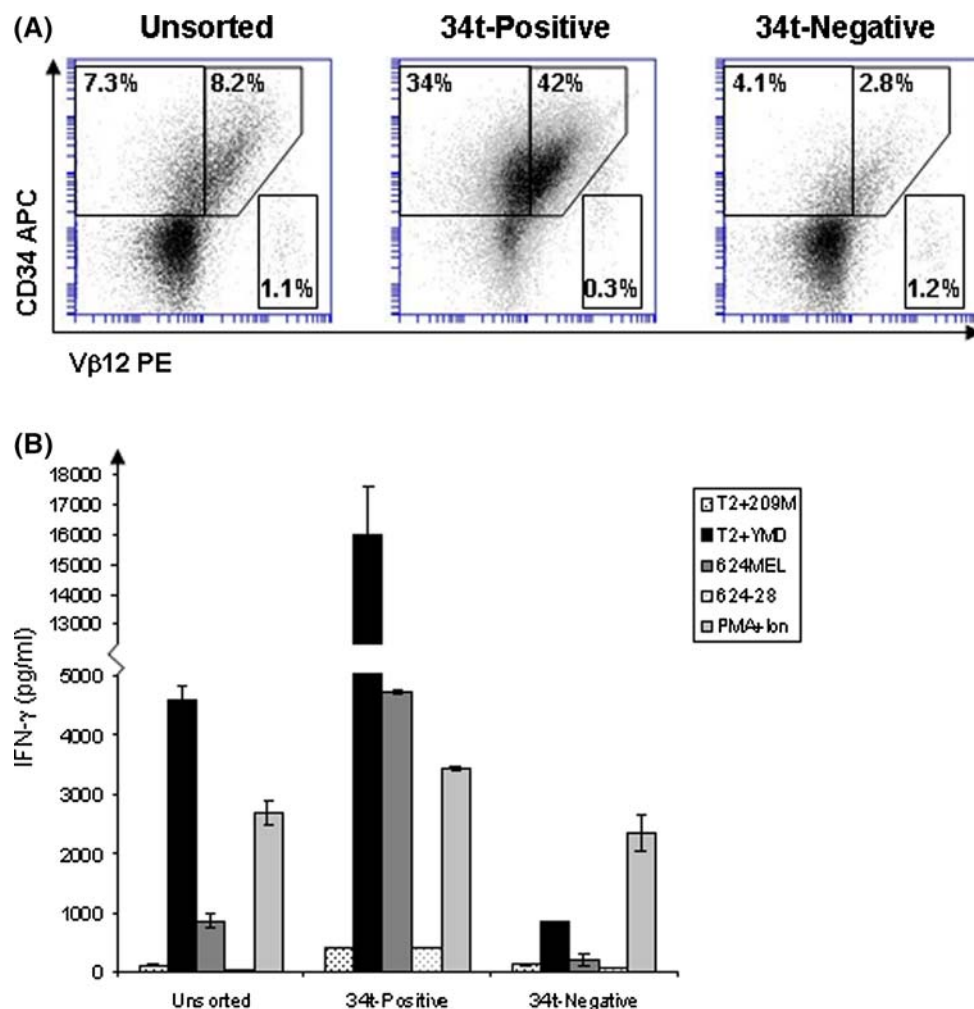 (A)
Unsorted 34t-Positive 34t-Negative
7.3% 8.2% 34% 42% 4.1% 2.8%
CD34 APC
1.1% 0.3% 1.2%
Vβ12 PE
(B)
18000
17000
16000
15000
14000
13000
5000
4000
3000
2000
1000
0
IFN-γ (pg/ml)
T2+209M
T2+YMD
624MEL
624-28
PMA+Ion
Unsorted 34t-Positive 34t-Negative